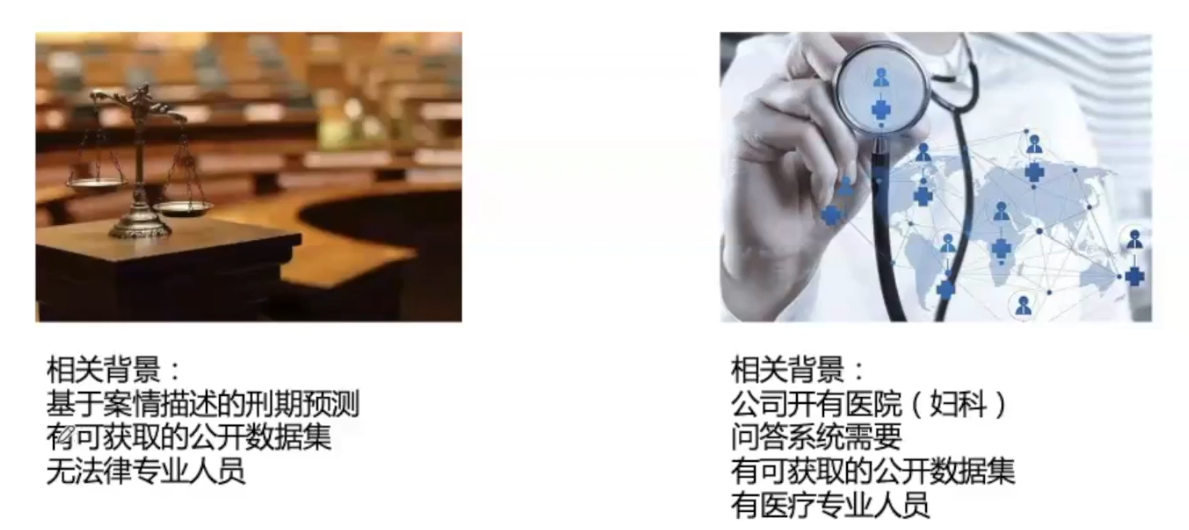 相关背景：
基于案情描述的刑期预测
有可获取的公开数据集
无法律专业人员
相关背景：
公司开有医院（妇科）
问答系统需要
有可获取的公开数据集
有医疗专业人员